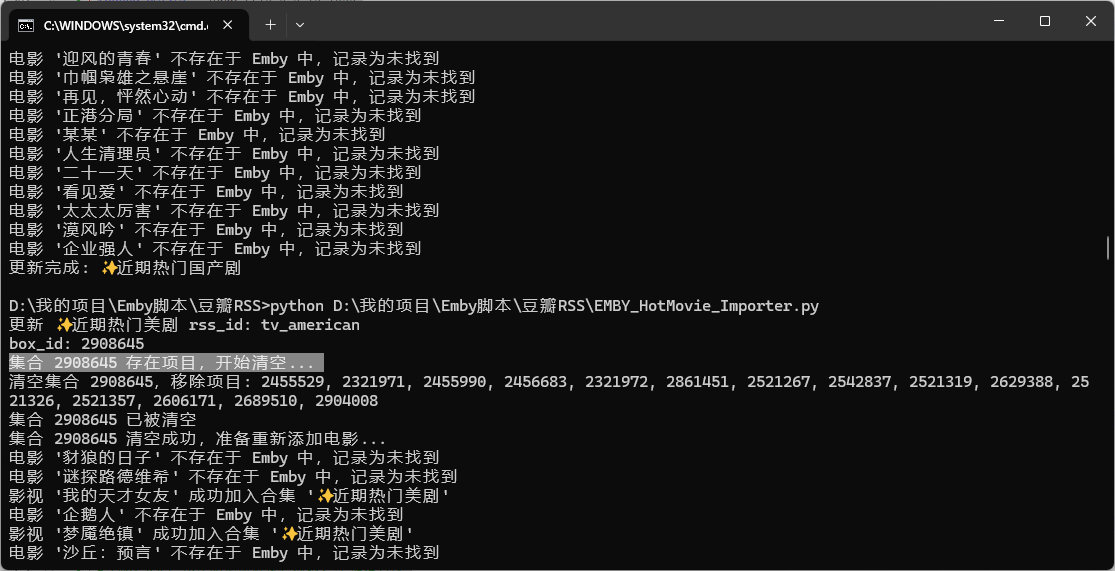 C:\WINDOWS\system32\cmd.
电影 '迎风的青春' 不存在于 Emby 中，记录为未找到
电影 '巾帼枭雄之悬崖' 不存在于 Emby 中，记录为未找到
电影 '再见，怦然心动' 不存在于 Emby 中，记录为未找到
电影 '正港分局' 不存在于 Emby 中，记录为未找到
电影 '某某' 不存在于 Emby 中，记录为未找到
电影 '人生清理员' 不存在于 Emby 中，记录为未找到
电影 '二十一天' 不存在于 Emby 中，记录为未找到
电影 '看见爱' 不存在于 Emby 中，记录为未找到
电影 '太太太厉害' 不存在于 Emby 中，记录为未找到
电影 '漠风吟' 不存在于 Emby 中，记录为未找到
电影 '企业强人' 不存在于 Emby 中，记录为未找到
更新完成: ✨近期热门国产剧
D:\我的项目\Emby脚本\豆瓣RSS>python D:\我的项目\Emby脚本\豆瓣RSS\EMBY_HotMovie_Importer.py
更新 ✨近期热门美剧 rss_id: tv_american
box_id: 2908645
集合 2908645 存在项目，开始清空...
清空集合 2908645，移除项目: 2455529, 2321971, 2455990, 2456683, 2321972, 2861451, 2521267, 2542837, 2521319, 2629388, 25
21326, 2521357, 2606171, 2689510, 2904008
集合 2908645 已被清空
集合 2908645 清空成功，准备重新添加电影...
电影 '豺狼的日子' 不存在于 Emby 中，记录为未找到
电影 '谜探路德维希' 不存在于 Emby 中，记录为未找到
影视 '我的天才女友' 成功加入合集 '✨近期热门美剧'
电影 '企鹅人' 不存在于 Emby 中，记录为未找到
影视 '梦魇绝镇' 成功加入合集 '✨近期热门美剧'
电影 '沙丘：预言' 不存在于 Emby 中，记录为未找到